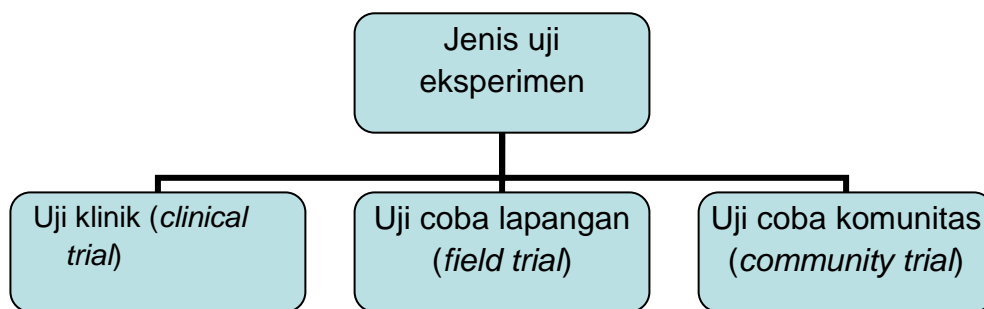 Jenis uji
eksperimen
Uji klinik (clinical
trial)
Uji coba lapangan
(field trial)
Uji coba komunitas
(community trial)